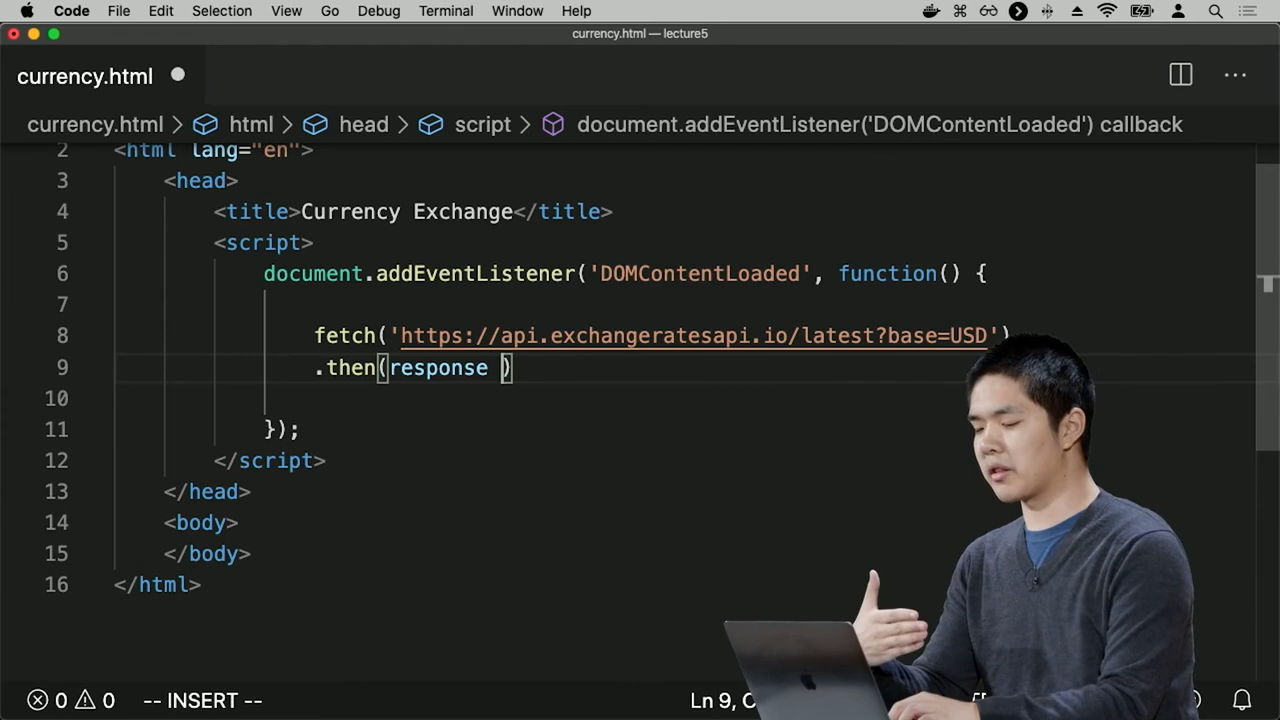 Code File Edit Selection View Go Debug Terminal Window Help
currency.html — lecture5
currency.html
currency.html > html > head > script > document.addEventListener('DOMContentLoaded') callback
2 <html lang="en">
3 <head>
4 <title>Currency Exchange</title>
5 <script>
6 document.addEventListener('DOMContentLoaded', function() {
7
8 fetch('https://api.exchangeratesapi.io/latest?base=USD')
9 .then(response )
10
11 });
12 </script>
13 </head>
14 <body>
15 </body>
16 </html>
0 0 -- INSERT -- Ln 9,